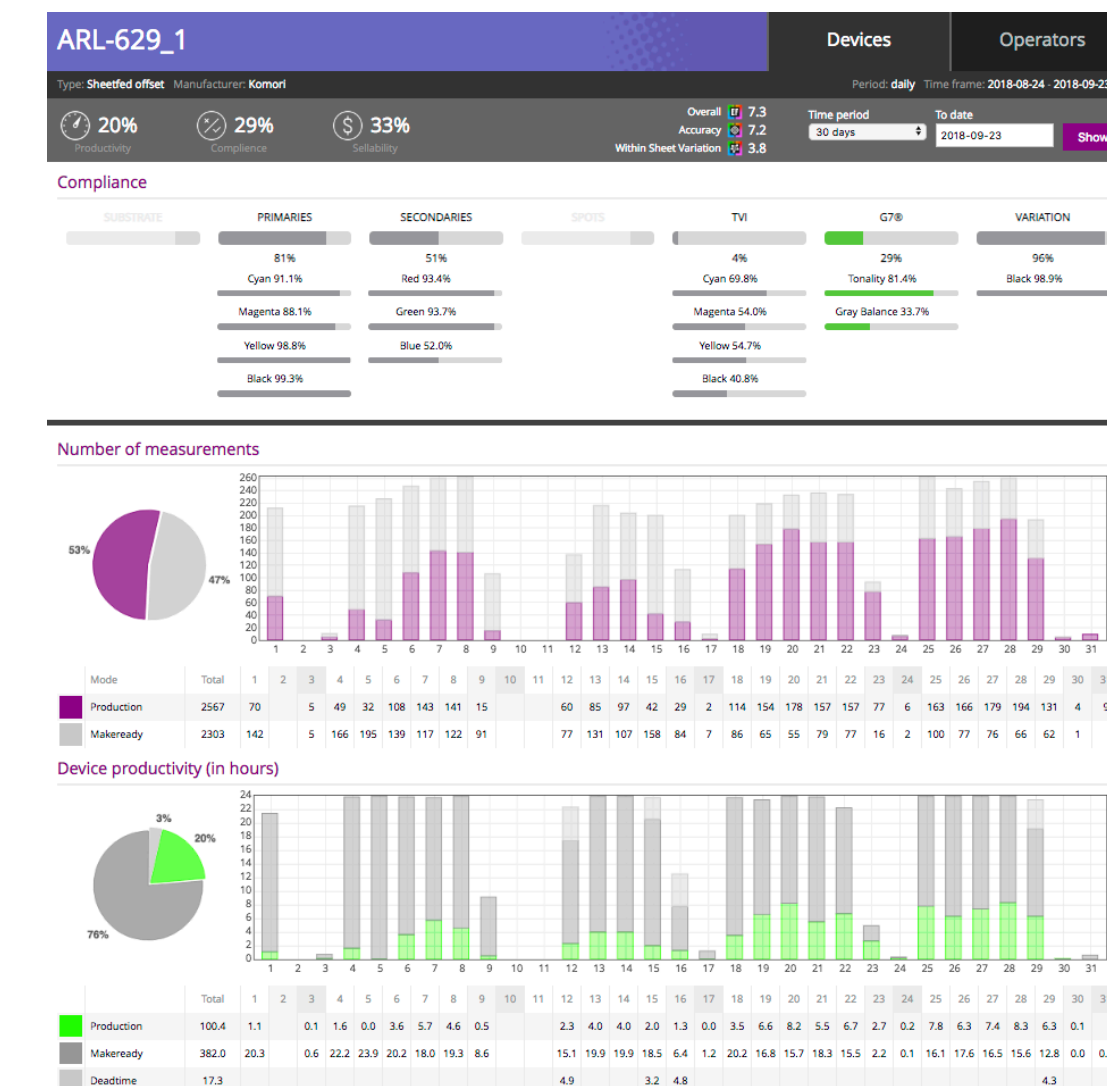 ARL-629_1 Devices Operators
Type: Sheetfed offset Manufacturer: Komori Period: daily Time frame: 2018-08-24 - 2018-09-23
20% 29% 33%
Productivity Complience Sellability
Overall 7.3
Accuracy 7.2
Within Sheet Variation 3.8
Time period To date
30 days 2018-09-23 Show
Compliance
SUBSTRATE PRIMARIES SECONDARIES SPOTS TVI G7® VARIATION
81% 51% 4% 29% 96%
Cyan 91.1% Red 93.4% Cyan 69.8% Tonality 81.4% Black 98.9%
Magenta 88.1% Green 93.7% Magenta 54.0% Gray Balance 33.7%
Yellow 98.8% Blue 52.0% Yellow 54.7%
Black 99.3% Black 40.8%
Number of measurements
53%
47%
260
240
220
200
180
160
140
120
100
80
60
40
20
0
1 2 3 4 5 6 7 8 9 10 11 12 13 14 15 16 17 18 19 20 21 22 23 24 25 26 27 28 29 30 31
Mode Total 1 2 3 4 5 6 7 8 9 10 11 12 13 14 15 16 17 18 19 20 21 22 23 24 25 26 27 28 29 30 3
Production 2567 70 5 49 32 108 143 141 15 60 85 97 42 29 2 114 154 178 157 157 77 6 163 166 179 194 131 4 9
Makeready 2303 142 5 166 195 139 117 122 91 77 131 107 158 84 7 86 65 55 79 77 16 2 100 77 76 66 62 1
Device productivity (in hours)
3%
20%
76%
24
22
20
18
16
14
12
10
8
6
4
2
0
1 2 3 4 5 6 7 8 9 10 11 12 13 14 15 16 17 18 19 20 21 22 23 24 25 26 27 28 29 30 31
Total 1 2 3 4 5 6 7 8 9 10 11 12 13 14 15 16 17 18 19 20 21 22 23 24 25 26 27 28 29 30 3
Production 100.4 1.1 0.1 1.6 0.0 3.6 5.7 4.6 0.5 2.3 4.0 4.0 2.0 1.3 0.0 3.5 6.6 8.2 5.5 6.7 2.7 0.2 7.8 6.3 7.4 8.3 6.3 0.1
Makeready 382.0 20.3 0.6 22.2 23.9 20.2 18.0 19.3 8.6 15.1 19.9 19.9 18.5 6.4 1.2 20.2 16.8 15.7 18.3 15.5 2.2 0.1 16.1 17.6 16.5 15.6 12.8 0.0 0.
Deadtime 17.3 4.9 3.2 4.8 4.3